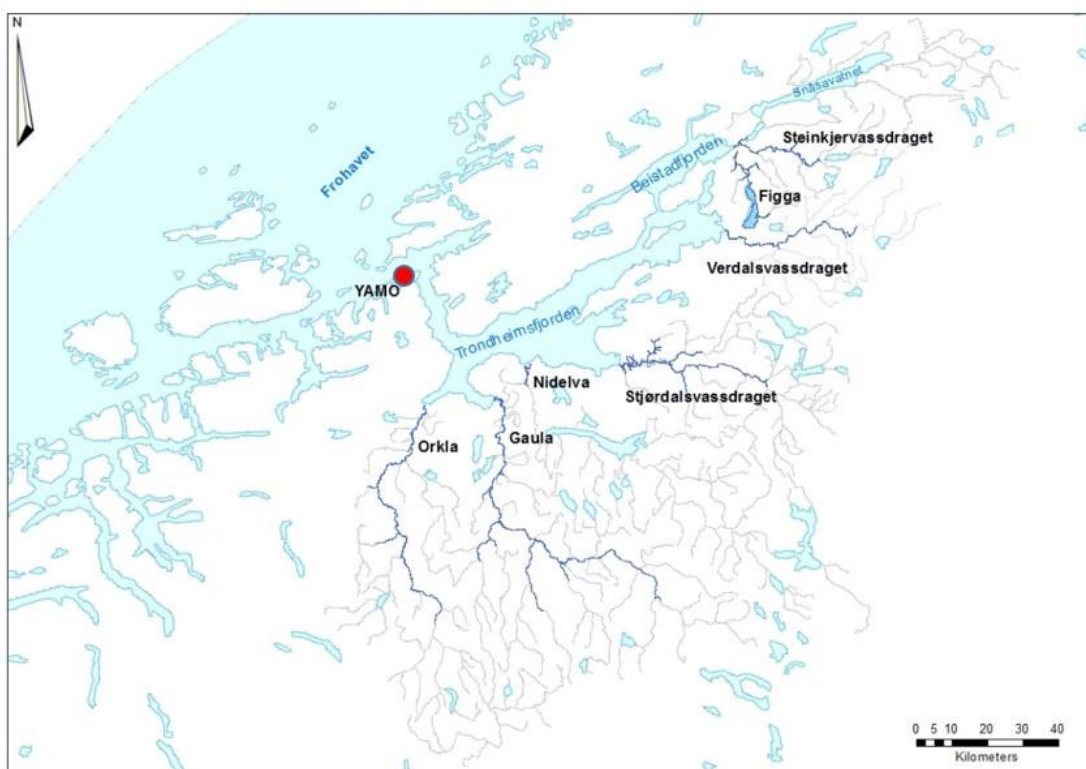 N
Snåsavatnet
Steinkjervassdraget
Beistadfjorden
Frohavet
Figga
Verdalsvassdraget
YAMO
Trondheimsfjorden
Nidelva
Stjørdalsvassdraget
Orkla
Gaula
0 5 10 20 30 40
Kilometers